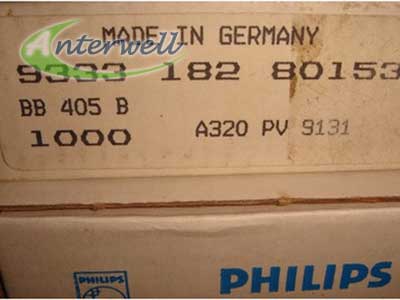 Anterwell
MADE IN GERMANY
9333 182 80153
BB 405 B
1000 A320 PV 9131
PHILIPS
PHILIPS